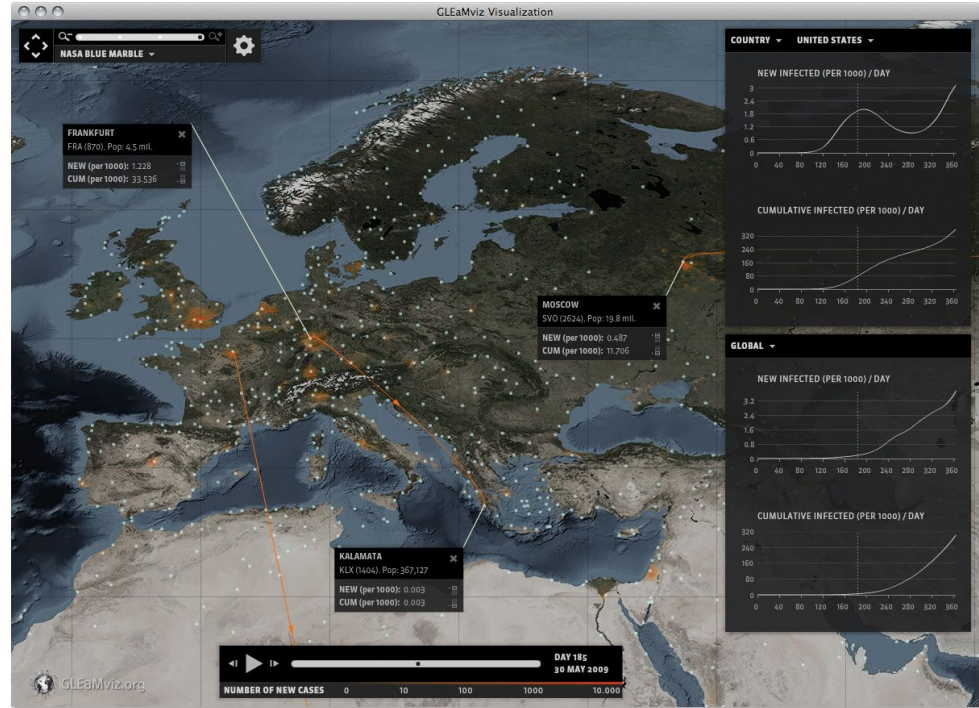 GLEaMviz Visualization
NASA BLUE MARBLE
FRANKFURT
FRA (870). Pop: 4.5 mil.
NEW (per 1000): 1.228
CUM (per 1000): 33.536
MOSCOW
SVO (2624). Pop: 19.8 mil.
NEW (per 1000): 0.487
CUM (per 1000): 11.706
KALAMATA
KLX (1404). Pop: 367,127
NEW (per 1000): 0.003
CUM (per 1000): 0.003
COUNTRY UNITED STATES
NEW INFECTED (PER 1000) / DAY
3
2.4
1.8
1.2
0.6
0
0 40 80 120 160 200 240 280 320 360
CUMULATIVE INFECTED (PER 1000) / DAY
320
240
160
80
0
0 40 80 120 160 200 240 280 320 360
GLOBAL
NEW INFECTED (PER 1000) / DAY
3.2
2.4
1.6
0.8
0
0 40 80 120 160 200 240 280 320 360
CUMULATIVE INFECTED (PER 1000) / DAY
320
240
160
80
0
0 40 80 120 160 200 240 280 320 360
DAY 185
30 MAY 2009
NUMBER OF NEW CASES 0 10 100 1000 10.000
GLEaMviz.org